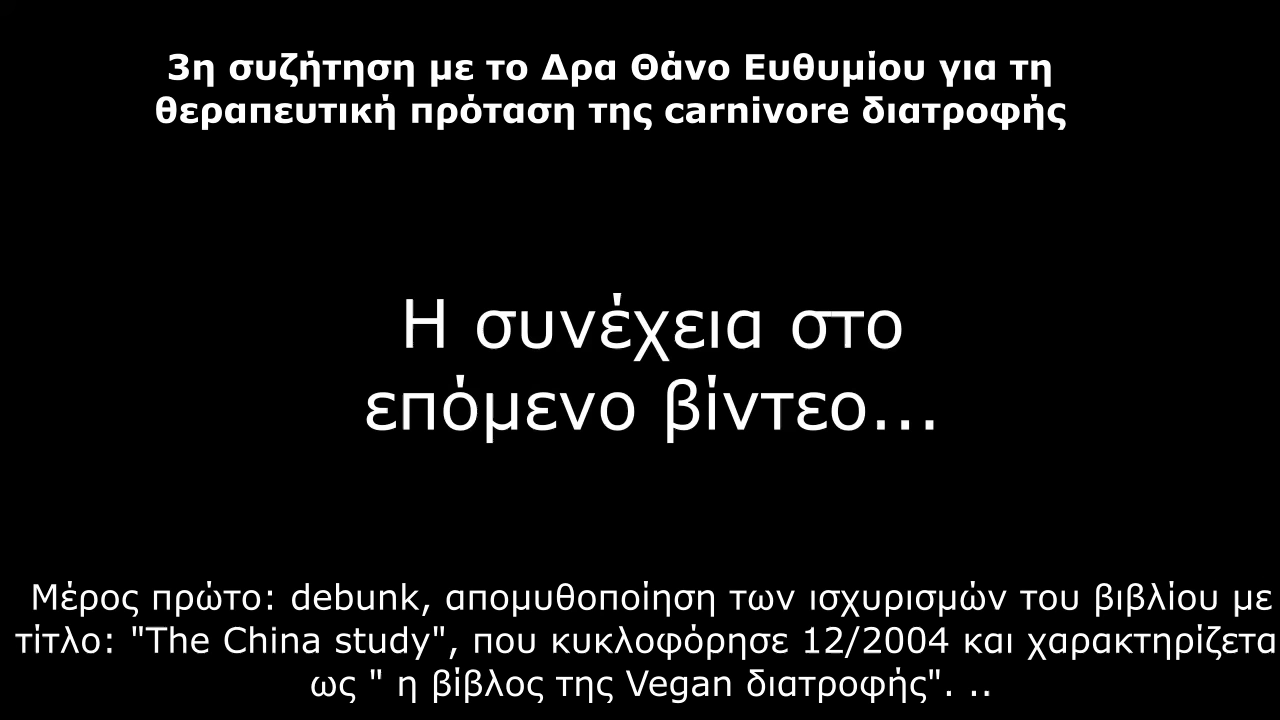 3η συζήτηση με το Δρα Θάνο Ευθυμίου για τη
θεραπευτική πρόταση της carnivore διατροφής
Η συνέχεια στο
επόμενο βίντεο...
Μέρος πρώτο: debunk, απομυθοποίηση των ισχυρισμών του βιβλίου με
τίτλο: "The China study", που κυκλοφόρησε 12/2004 και χαρακτηρίζετα
ως " η βίβλος της Vegan διατροφής". ..